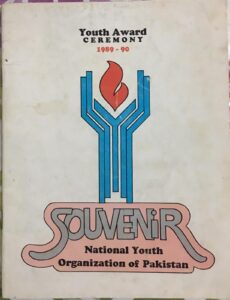 Youth Award
CEREMONY
1989 - 90
SOUVENIR
National Youth
Organization of Pakistan